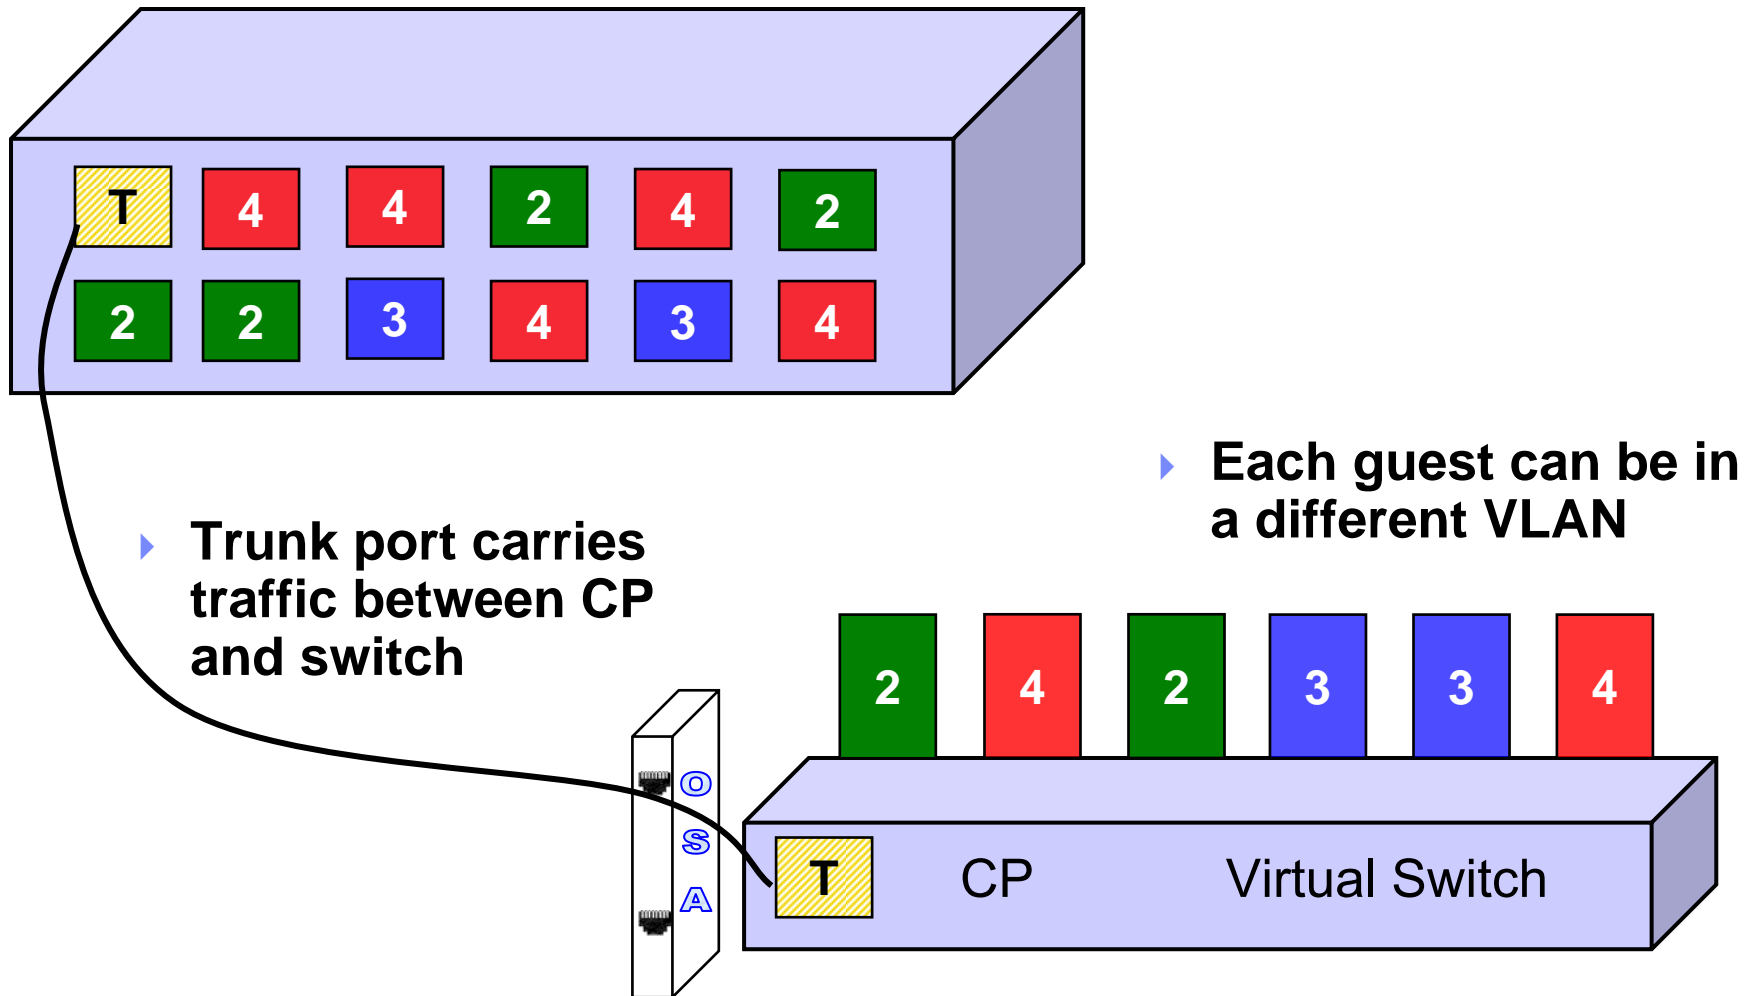 T 4 4 2 4 2
2 2 3 4 3 4
Each guest can be in
a different VLAN
Trunk port carries
traffic between CP
and switch
2 4 2 3 3 4
O
S
A
T CP Virtual Switch